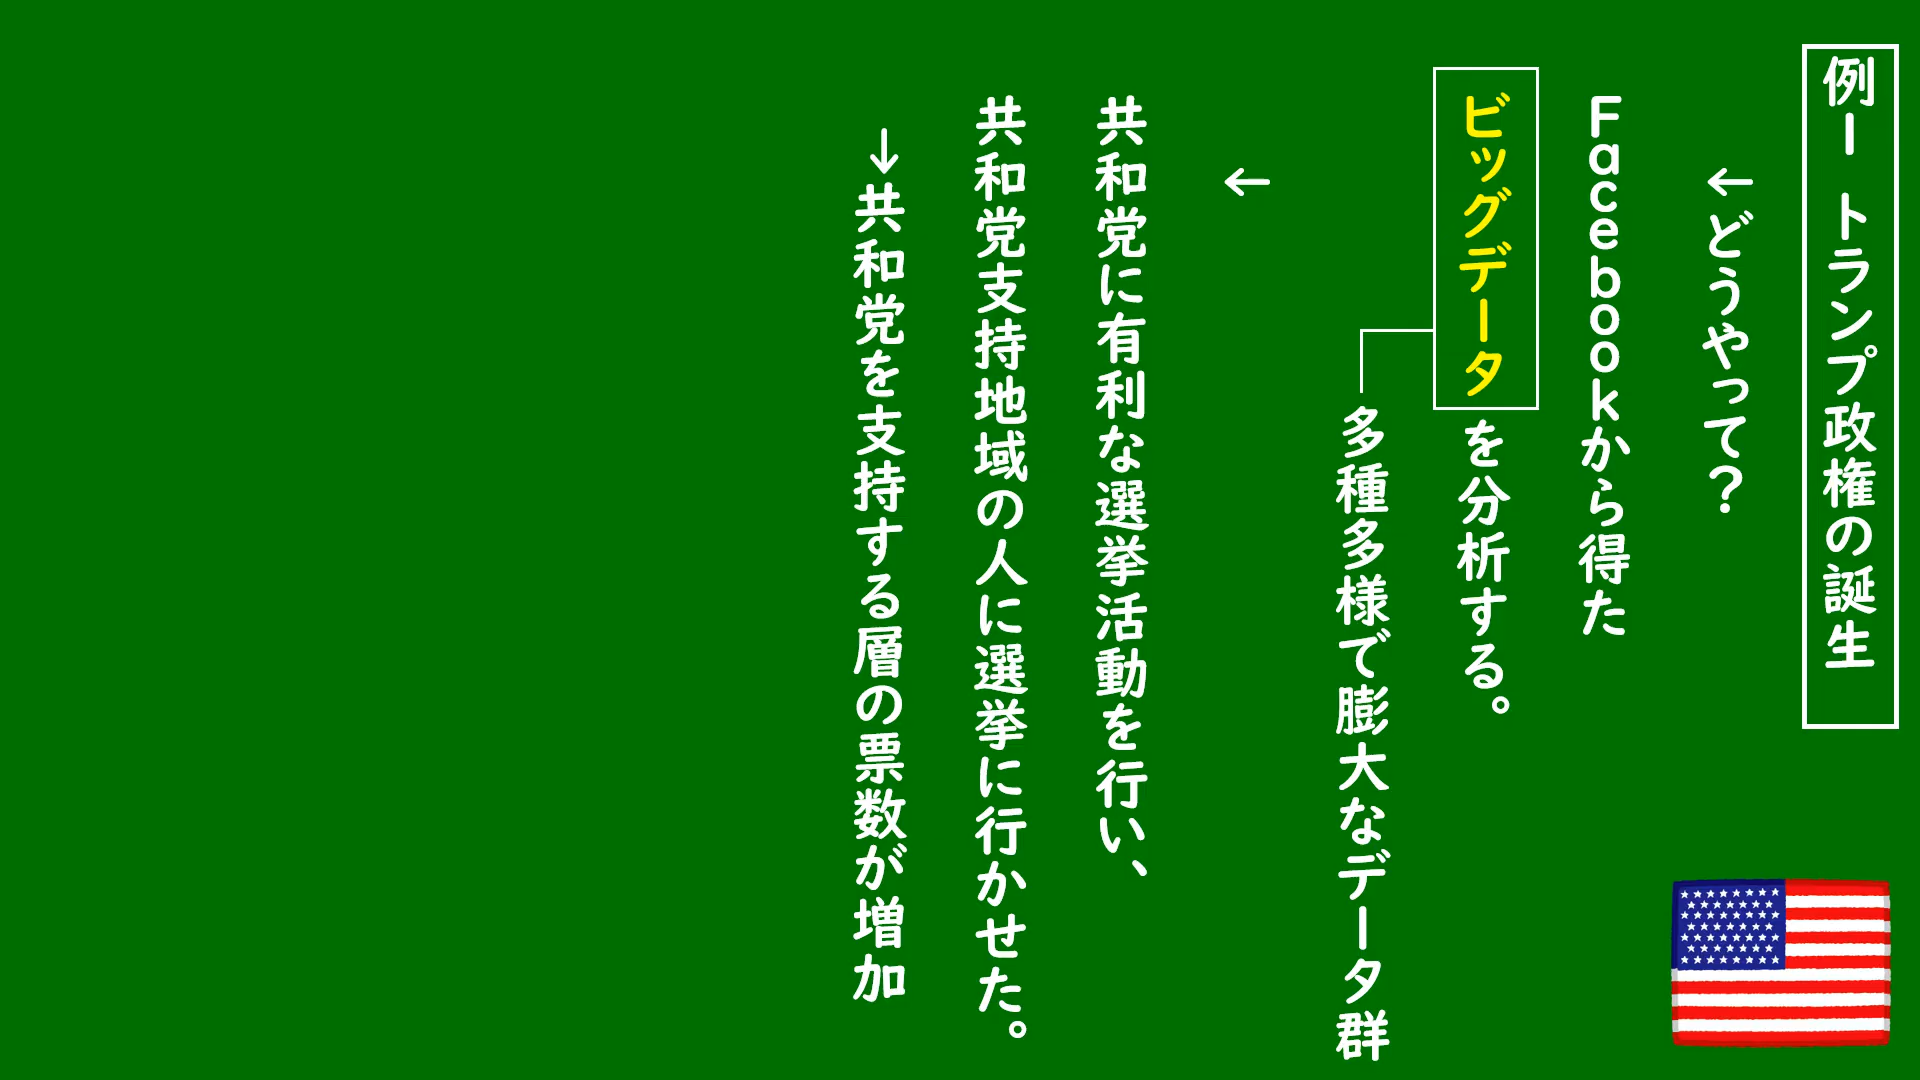 例ー　トランプ政権の誕生
←どうやって？
Facebookから得た
ビッグデータを分析する。
多種多様で膨大なデータ群
←
共和党に有利な選挙活動を行い、
共和党支持地域の人に選挙に行かせた。
→共和党を支持する層の票数が増加